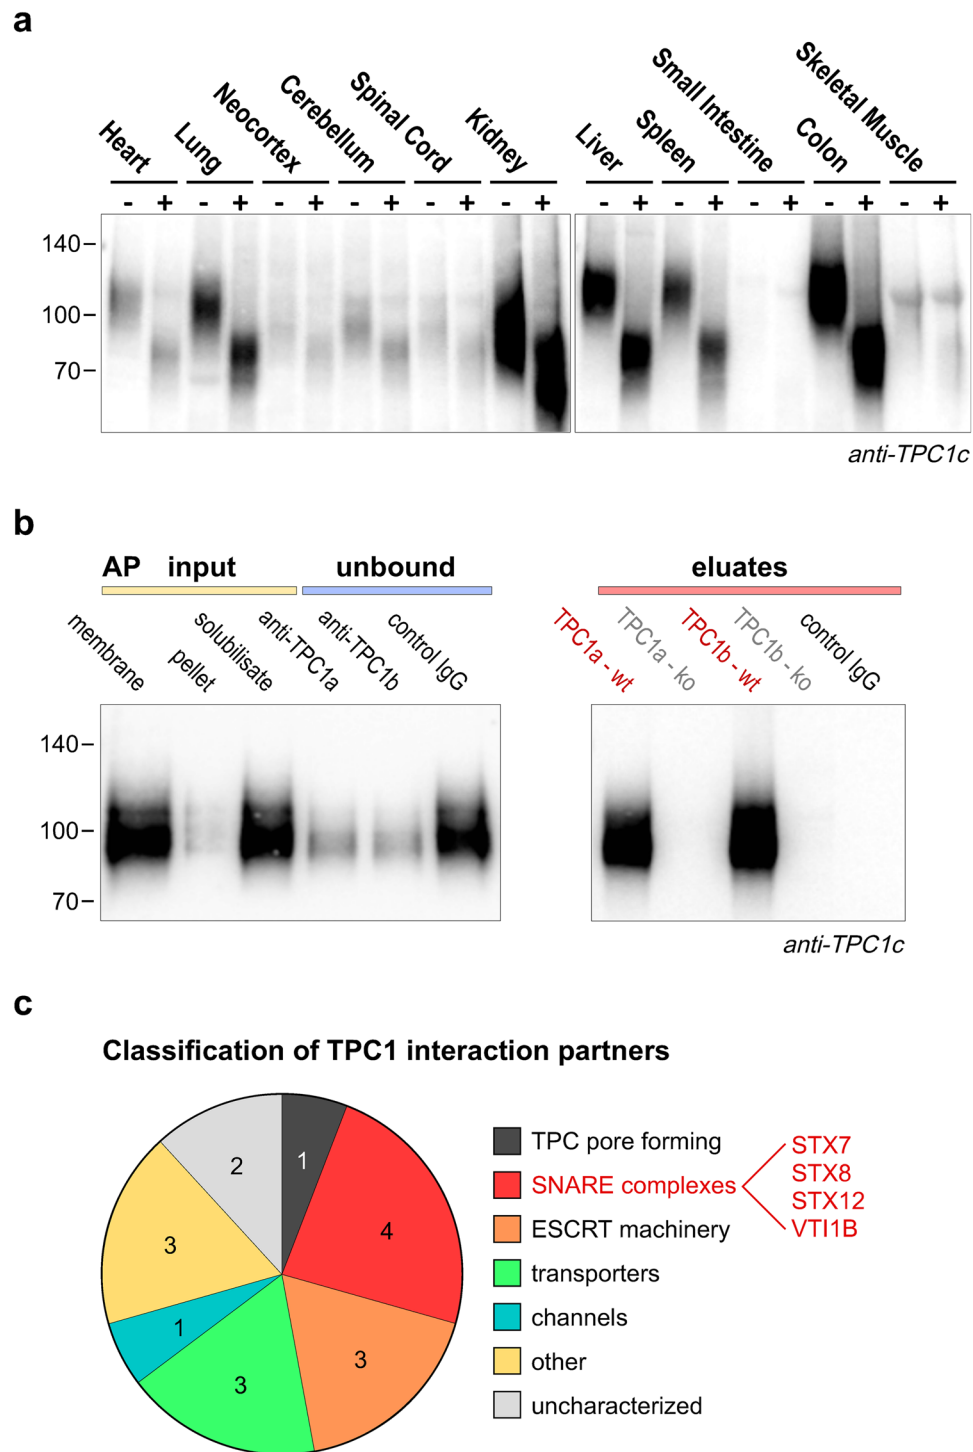 a
Heart Lung Neocortex Cerebellum Spinal Cord Kidney Liver Spleen Small Intestine Colon Skeletal Muscle
- + - + - + - + - + - + - + - + - + - + - +
140
100
70
anti-TPC1c
b
AP input unbound eluates
membrane pellet solubilisate anti-TPC1a anti-TPC1b control IgG TPC1a - wt TPC1a - ko TPC1b - wt TPC1b - ko control IgG
140
100
70
anti-TPC1c
c
Classification of TPC1 interaction partners
1
4
3
3
1
3
2
TPC pore forming
SNARE complexes
ESCRT machinery
transporters
channels
other
uncharacterized
STX7
STX8
STX12
VTI1B